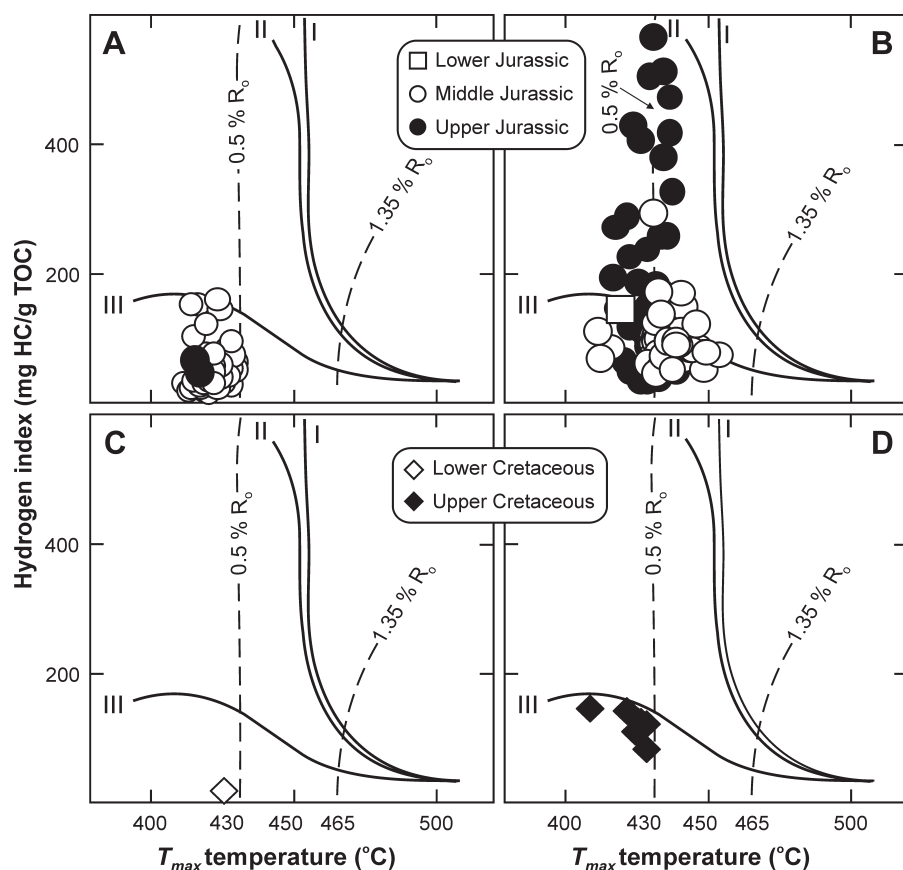 A
II
I
0.5 % Ro
1.35 % Ro
III
B
II
I
0.5 % Ro
1.35 % Ro
III
Lower Jurassic
Middle Jurassic
Upper Jurassic
400
200
Hydrogen index (mg HC/g TOC)
C
II
I
0.5 % Ro
1.35 % Ro
III
D
II
I
0.5 % Ro
1.35 % Ro
III
Lower Cretaceous
Upper Cretaceous
400
200
400
430
450
465
500
400
430
450
465
500
Tmax temperature (°C)
Tmax temperature (°C)